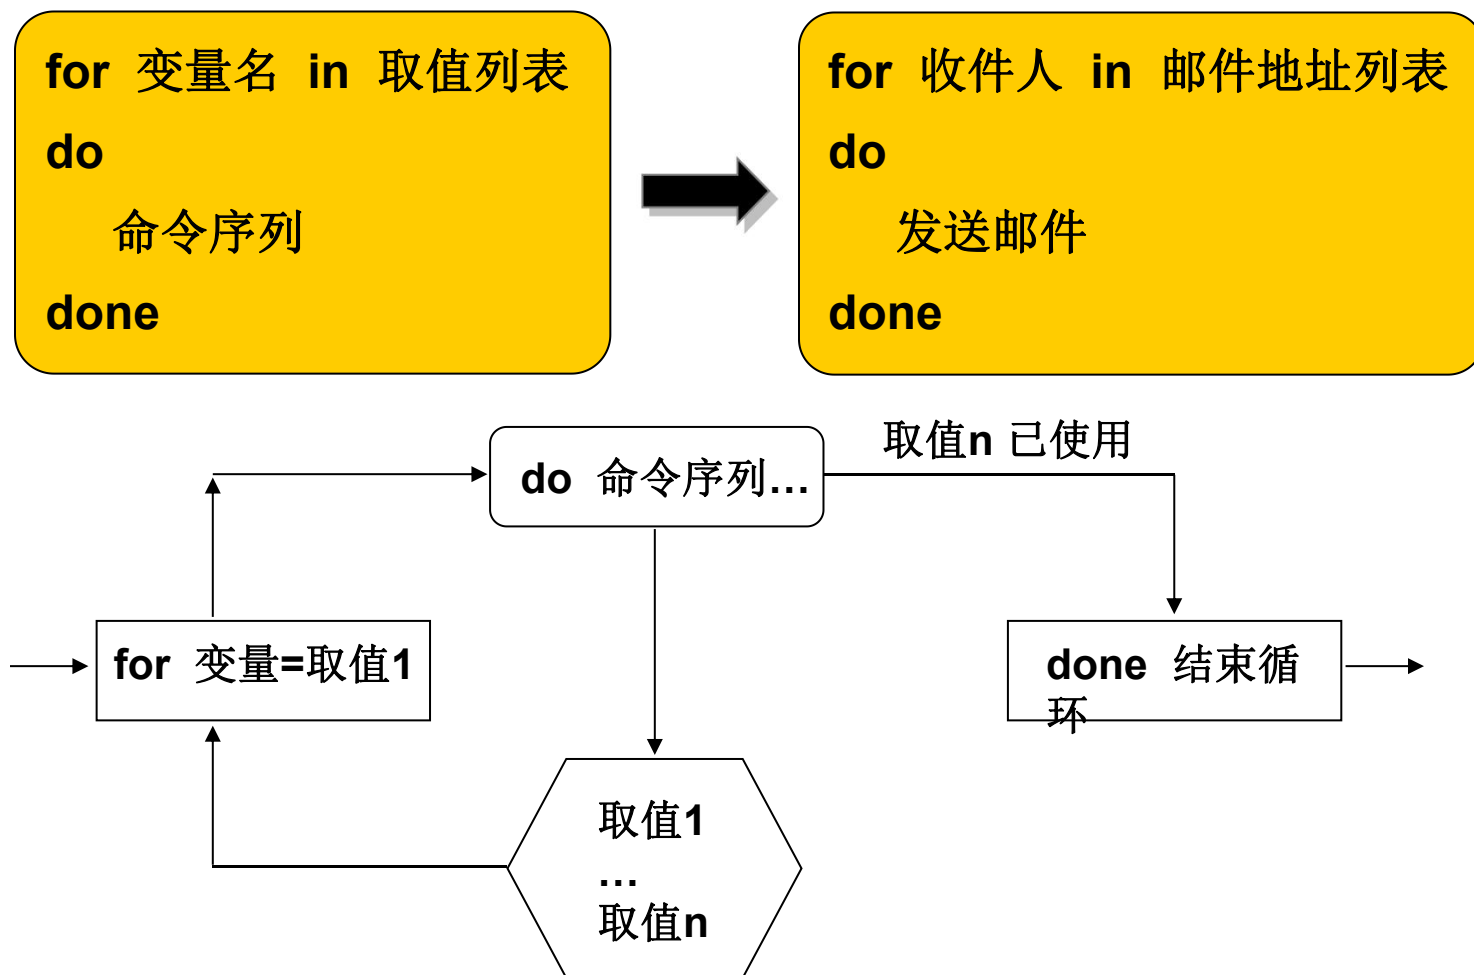 for 变量名 in 取值列表
do
命令序列
done
for 收件人 in 邮件地址列表
do
发送邮件
done
取值n 已使用
do 命令序列…
for 变量=取值1
done 结束循
环
取值1
…
取值n